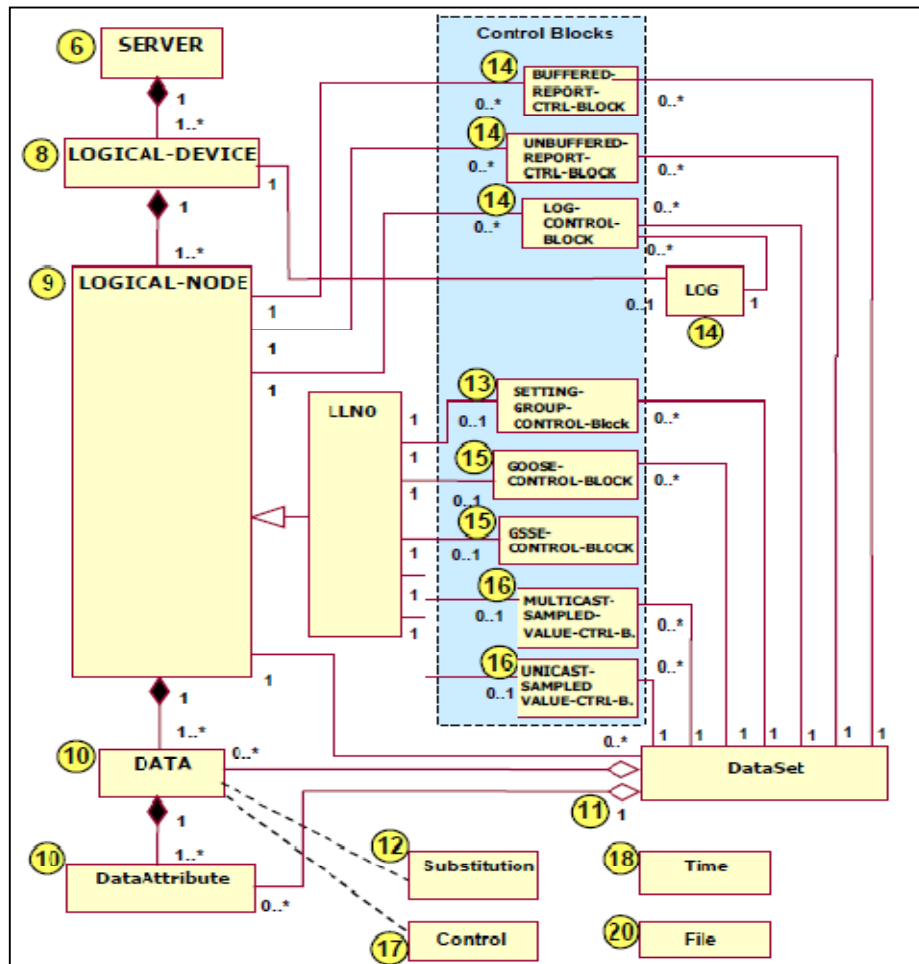 Control Blocks
6
SERVER
1
1..*
8
LOGICAL-DEVICE
1
1
1..*
9
LOGICAL-NODE
1
1
1
14
BUFFERED-
REPORT-
CTRL-BLOCK
0..*
0..*
14
UNBUFFERED-
REPORT-
CTRL-BLOCK
0..*
0..*
14
LOG-
CONTROL-
BLOCK
0..*
0..*
0..*
LOG
0..1
1
14
LLN0
1
1
1
1
1
1
13
SETTING-
GROUP-
CONTROL-Block
0..1
0..*
15
GOOSE-
CONTROL-BLOCK
0..1
0..*
15
GSSE-
CONTROL-BLOCK
0..1
16
MULTICAST-
SAMPLED-
VALUE-CTRL-B.
0..1
0..*
16
UNICAST-
SAMPLED
VALUE-CTRL-B.
0..1
0..*
1
1
1..*
0..*
0..*
1
1
1
1
1
1
1
10
DATA
DataSet
11
1
1
1..*
10
DataAttribute
0..*
12
Substitution
18
Time
17
Control
20
File